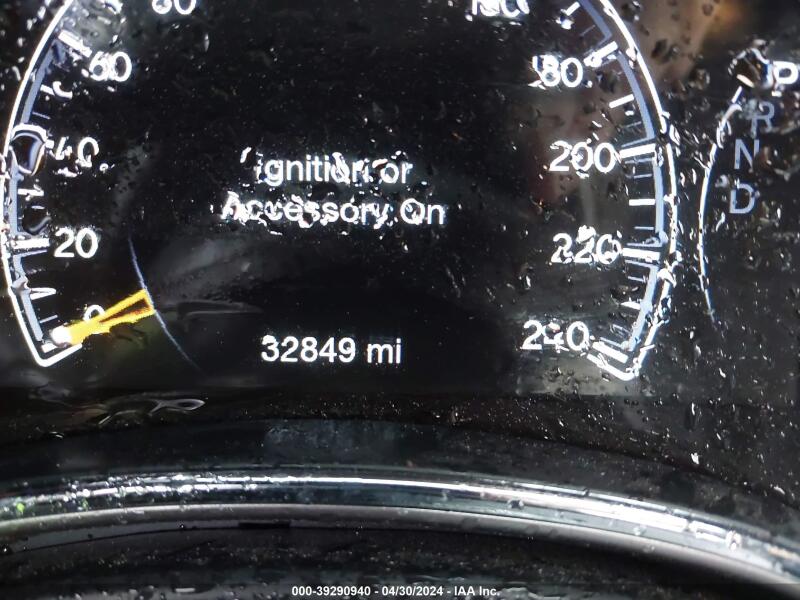 60
80
40
Ignition or
200
Accessory On
20
220
0
32849 mi
240
P
R
N
D
000-39290940 - 04/30/2024 - IAA Inc.